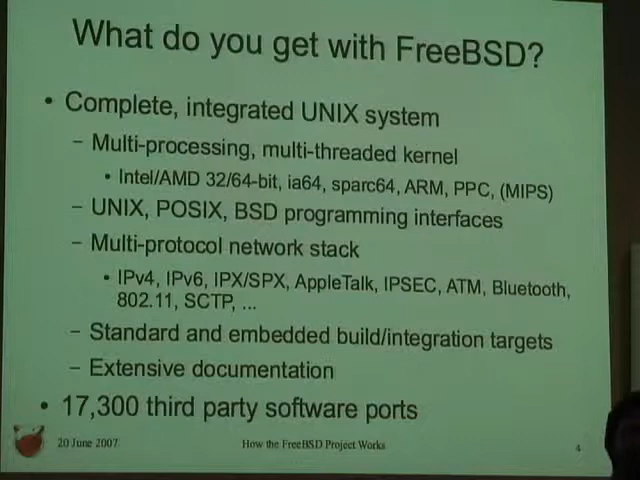 What do you get with FreeBSD?
• Complete, integrated UNIX system
– Multi-processing, multi-threaded kernel
• Intel/AMD 32/64-bit, ia64, sparc64, ARM, PPC, (MIPS)
– UNIX, POSIX, BSD programming interfaces
– Multi-protocol network stack
• IPv4, IPv6, IPX/SPX, AppleTalk, IPSEC, ATM, Bluetooth,
802.11, SCTP, ...
– Standard and embedded build/integration targets
– Extensive documentation
• 17,300 third party software ports
20 June 2007 How the FreeBSD Project Works 4